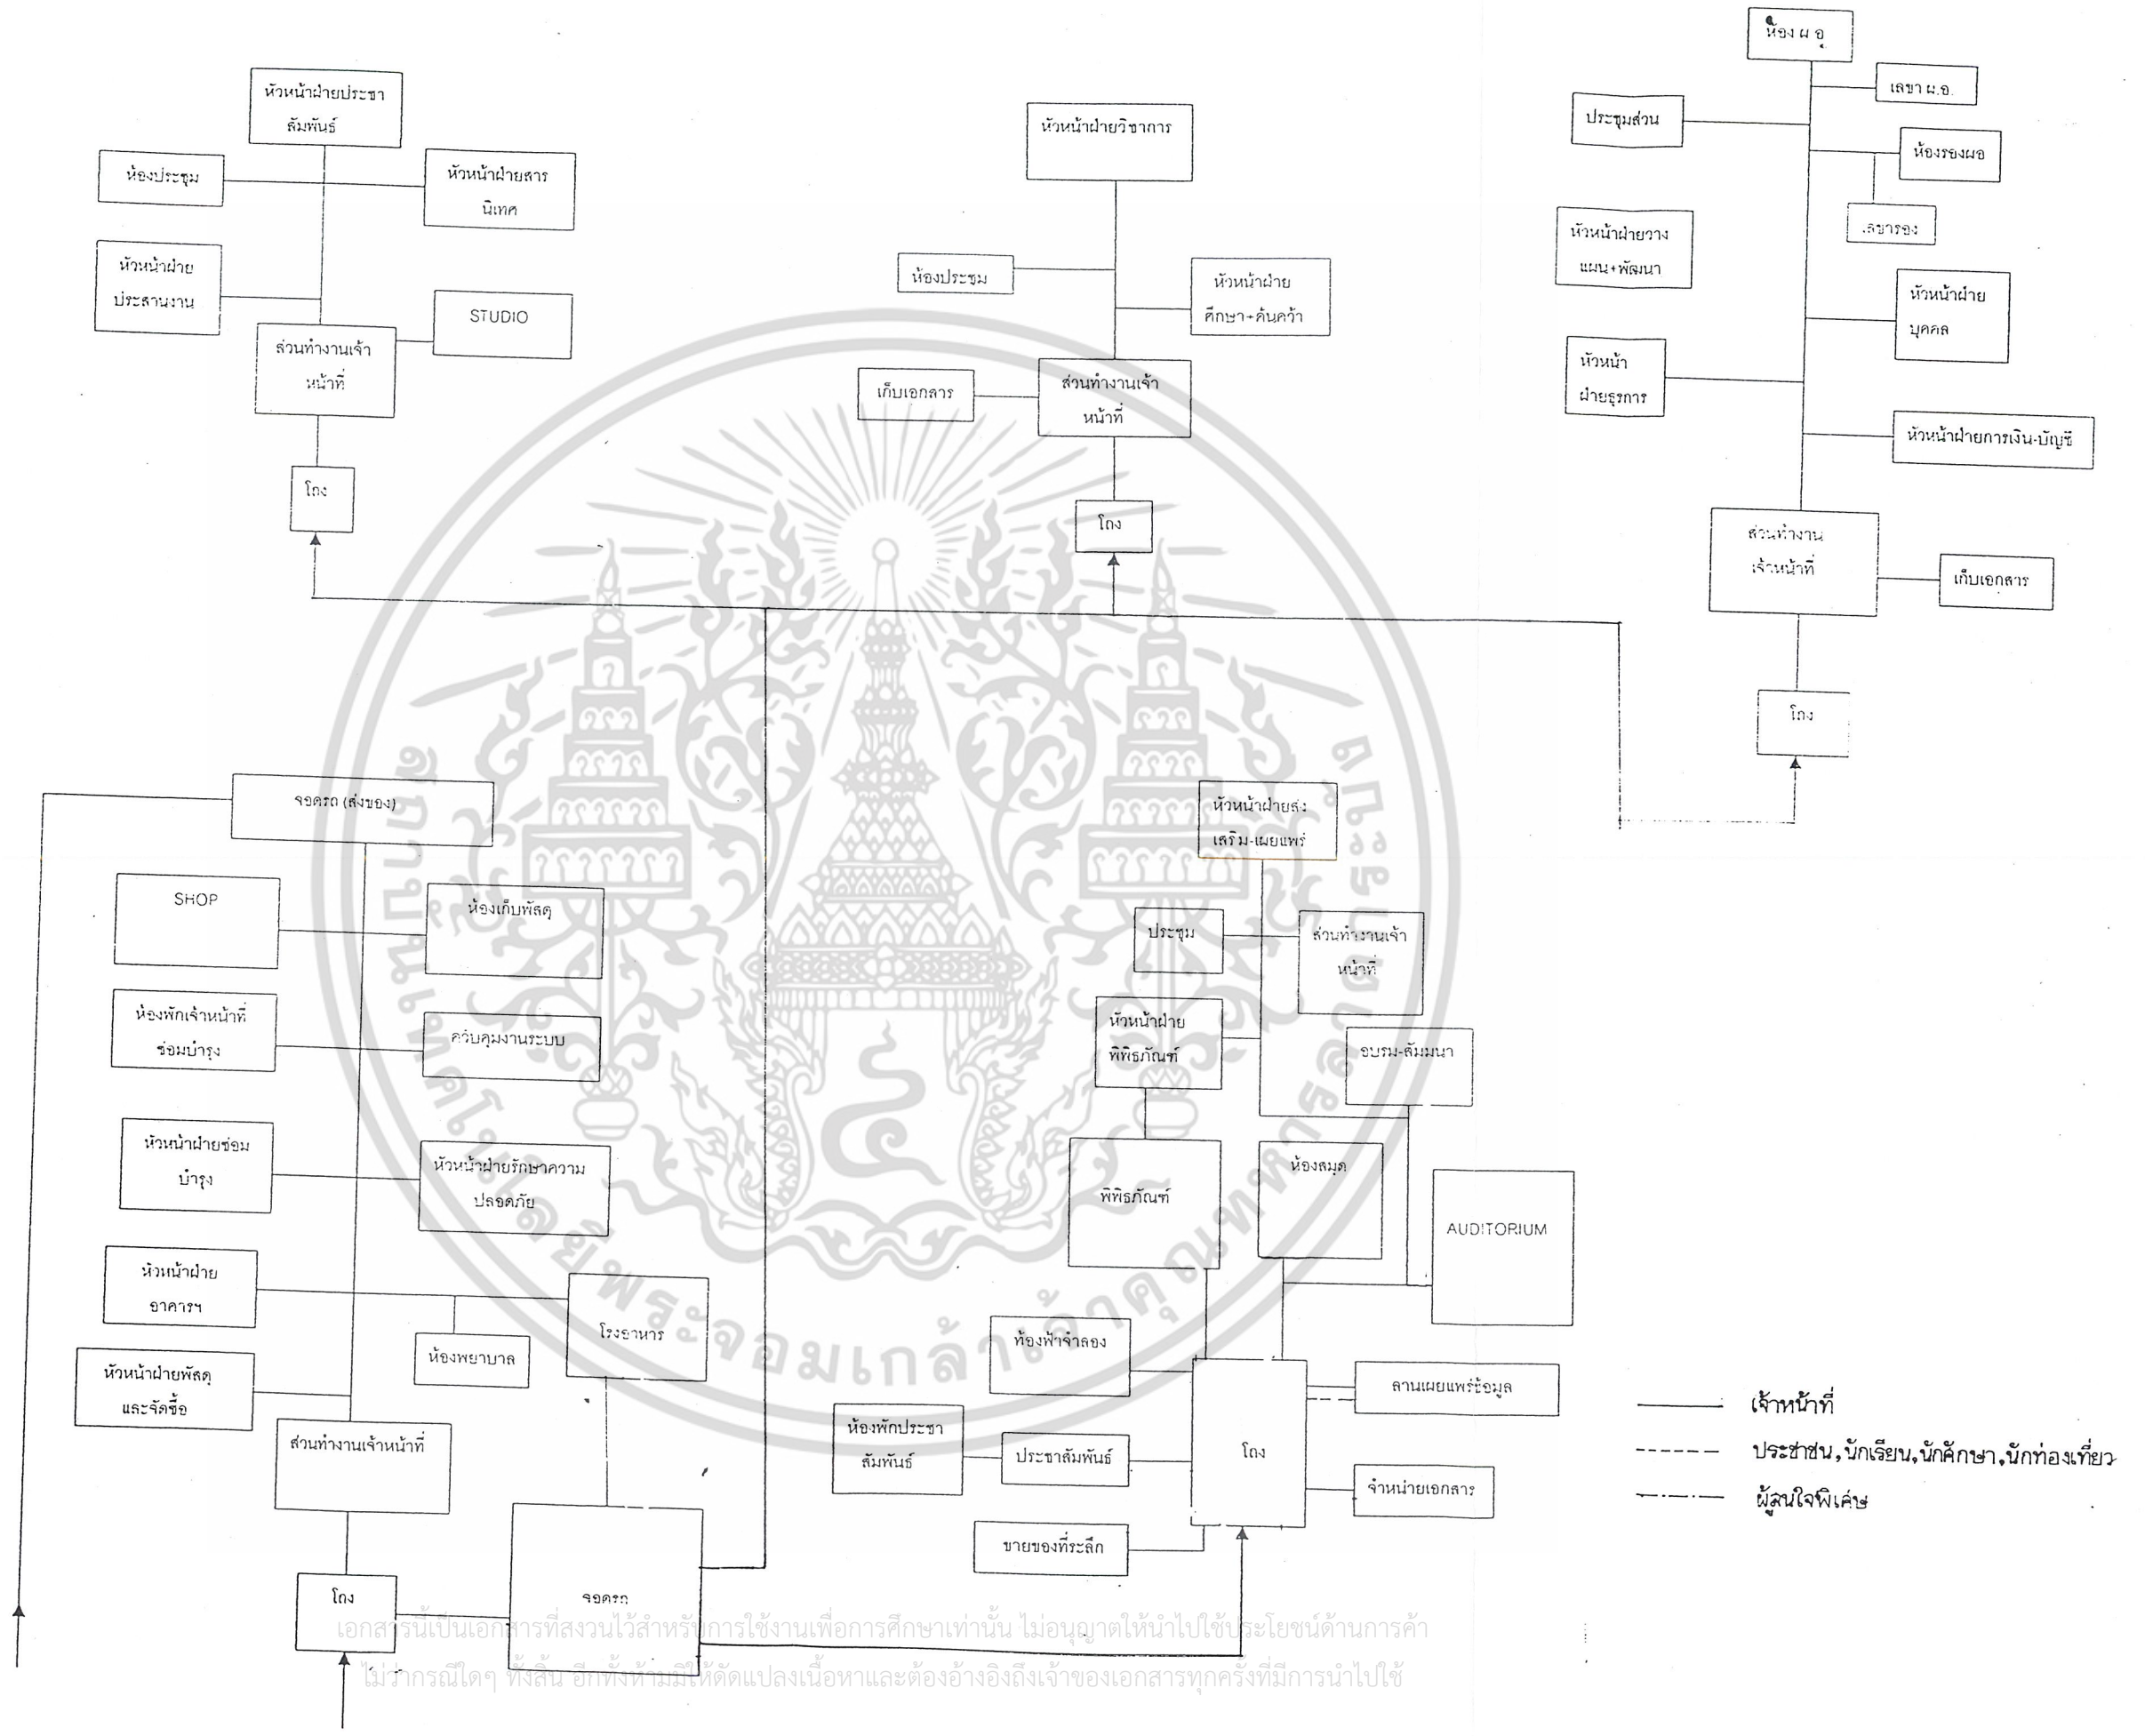 หัวหน้าฝ่ายประชา
สัมพันธ์
ห้องประชุม
หัวหน้าฝ่ายสาร
นิเทศ
หัวหน้าฝ่าย
ประสานงาน
STUDIO
ส่วนทำงานเจ้า
หน้าที่
โถง
หัวหน้าฝ่ายวิชาการ
ห้องประชุม
หัวหน้าฝ่าย
ศึกษา+ค้นคว้า
เก็บเอกสาร
ส่วนทำงานเจ้า
หน้าที่
โถง
ห้อง ผ อ
เลขา ผ.อ.
ประชุมส่วน
ห้องรองผอ
เลขารอง
หัวหน้าฝ่ายวาง
แผน+พัฒนา
หัวหน้าฝ่าย
บุคคล
หัวหน้า
ฝ่ายธุรการ
หัวหน้าฝ่ายการเงิน-บัญชี
ส่วนทำงาน
เจ้าหน้าที่
เก็บเอกสาร
โถง
จอดรถ (ส่งของ)
SHOP
ห้องเก็บพัสดุ
ห้องพักเจ้าหน้าที่
ซ่อมบำรุง
ควบคุมงานระบบ
หัวหน้าฝ่ายซ่อม
บำรุง
หัวหน้าฝ่ายรักษาความ
ปลอดภัย
หัวหน้าฝ่าย
อาคารฯ
โรงอาหาร
ห้องพยาบาล
หัวหน้าฝ่ายพัสดุ
และจัดซื้อ
ส่วนทำงานเจ้าหน้าที่
โถง
จอดรถ
หัวหน้าฝ่ายส่ง
เสริม-เผยแพร่
ประชุม
ส่วนทำงานเจ้า
หน้าที่
หัวหน้าฝ่าย
พิพิธภัณฑ์
อบรม-สัมมนา
พิพิธภัณฑ์
ห้องสมุด
AUDITORIUM
ท้องฟ้าจำลอง
ลานเผยแพร่ข้อมูล
ห้องพักประชา
สัมพันธ์
ประชาสัมพันธ์
โถง
จำหน่ายเอกสาร
ขายของที่ระลึก
เจ้าหน้าที่
ประชาชน,นักเรียน,นักศึกษา,นักท่องเที่ยว
ผู้สนใจพิเศษ
สถาบันเทคโนโลยีพระจอมเกล้าเจ้าคุณทหารลาดกระบัง
เอกสารนี้เป็นเอกสารที่สงวนไว้สำหรับการใช้งานเพื่อการศึกษาเท่านั้น ไม่อนุญาตให้นำไปใช้ประโยชน์ด้านการค้า
ไม่ว่ากรณีใดๆ ทั้งสิ้น อีกทั้งห้ามมิให้ดัดแปลงเนื้อหาและต้องอ้างอิงถึงเจ้าของเอกสารทุกครั้งที่มีการนำไปใช้